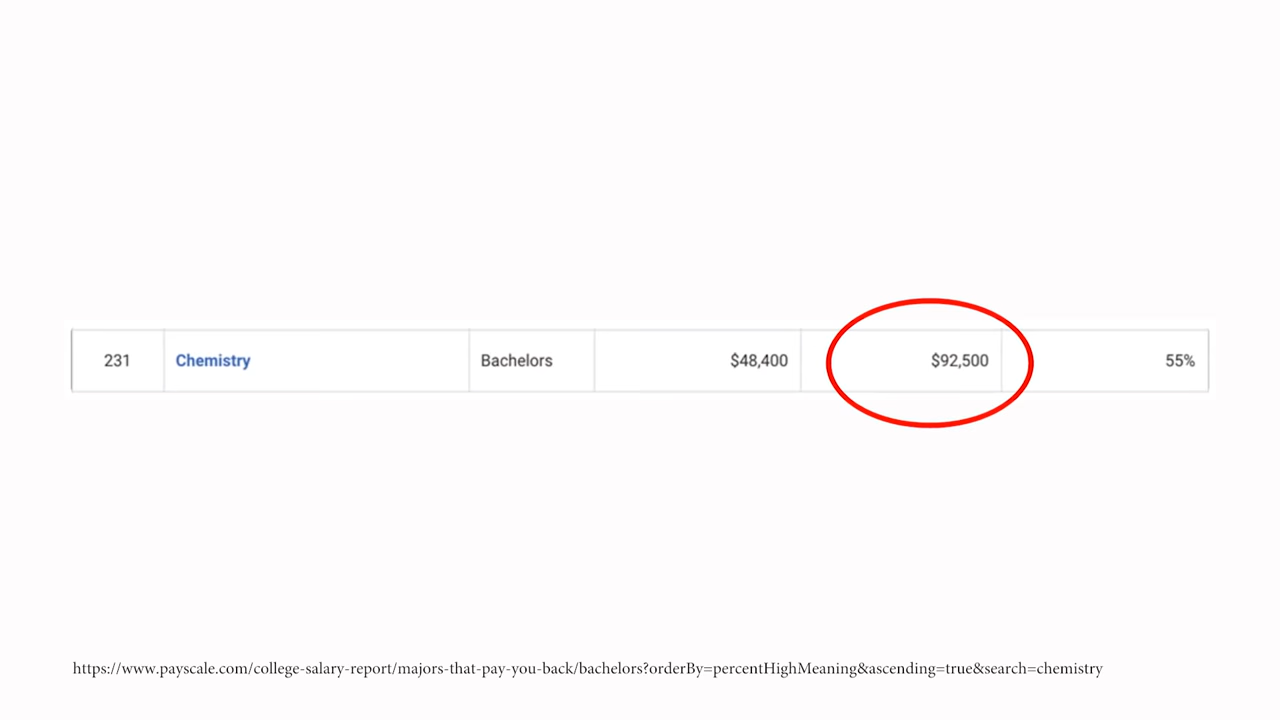 231 Chemistry Bachelors $48,400 $92,500 55%
https://www.payscale.com/college-salary-report/majors-that-pay-you-back/bachelors?orderBy=percentHighMeaning&ascending=true&search=chemistry